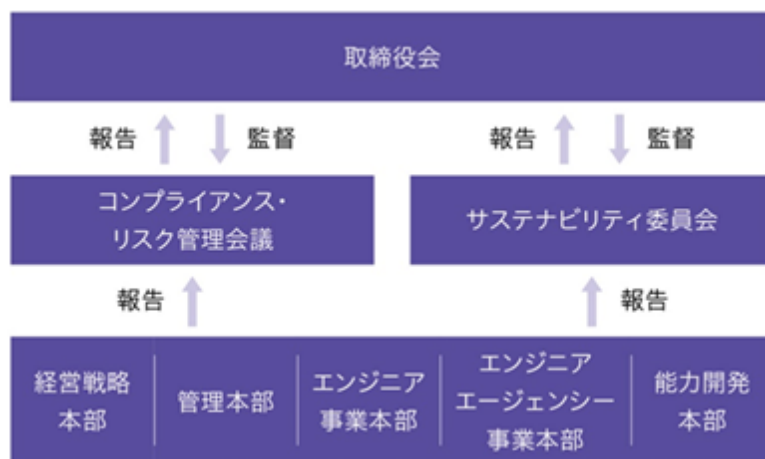 取締役会
報告
監督
報告
監督
コンプライアンス・
リスク管理会議
サステナビリティ委員会
報告
報告
経営戦略
本部
管理本部
エンジニア
事業本部
エンジニア
エージェンシー
事業本部
能力開発
本部